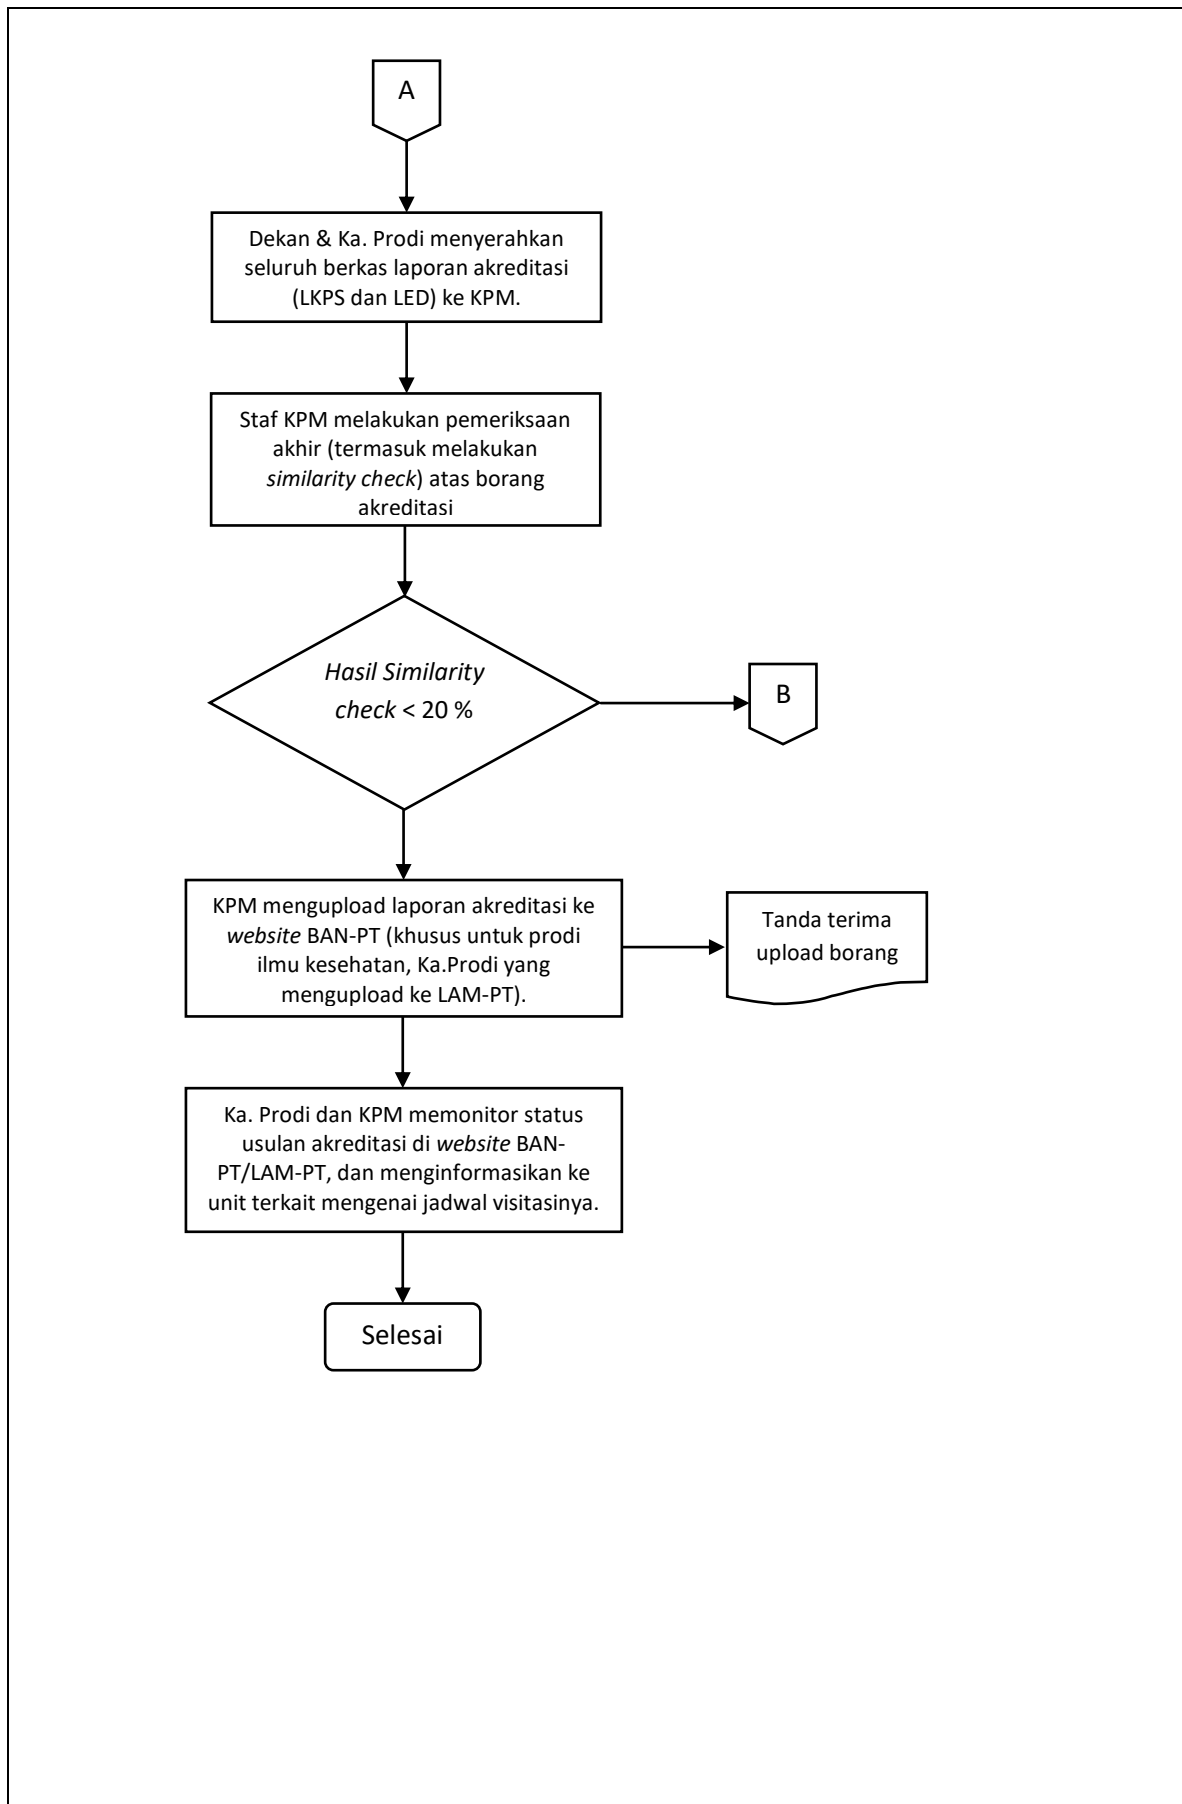 A
Dekan & Ka. Prodi menyerahkan
seluruh berkas laporan akreditasi
(LKPS dan LED) ke KPM.
Staf KPM melakukan pemeriksaan
akhir (termasuk melakukan
similarity check) atas borang
akreditasi
Hasil Similarity
check < 20 %
B
KPM mengupload laporan akreditasi ke
website BAN-PT (khusus untuk prodi
ilmu kesehatan, Ka.Prodi yang
mengupload ke LAM-PT).
Tanda terima
upload borang
Ka. Prodi dan KPM memonitor status
usulan akreditasi di website BAN-
PT/LAM-PT, dan menginformasikan ke
unit terkait mengenai jadwal visitasinya.
Selesai